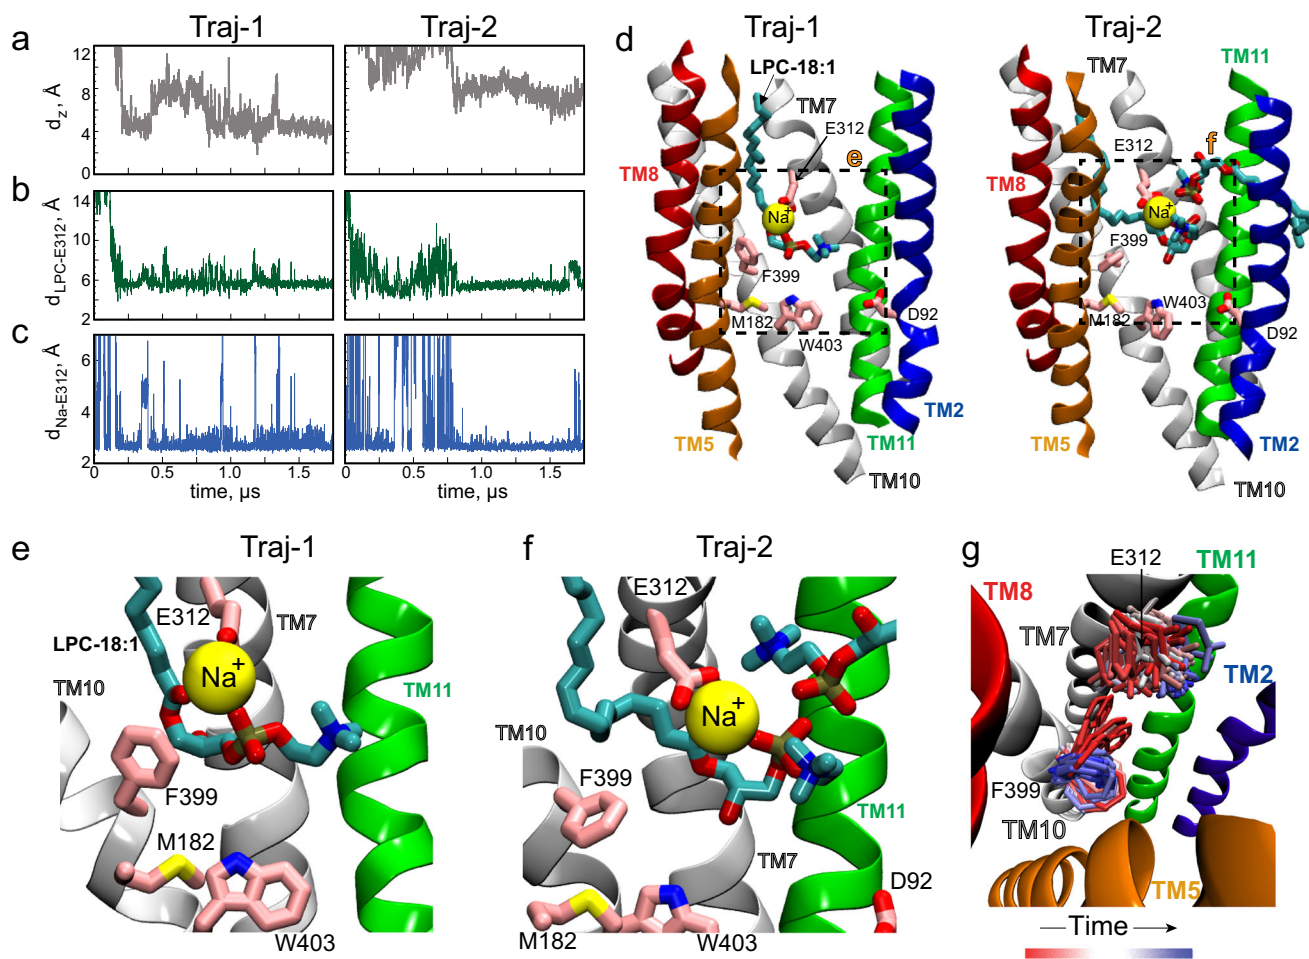 Traj-1
Traj-2
a
12
8
4
0
d_z, Å
b
14
10
6
2
d_LPC-E312, Å
c
6
4
2
d_Na-E312, Å
0
0.5
1.0
1.5
0
0.5
1.0
1.5
time, μs
time, μs
d
Traj-1
LPC-18:1
TM7
E312
e
TM8
Na+
F399
M182
W403
D92
TM5
TM11
TM2
TM10
Traj-2
TM7
TM11
E312
f
TM8
Na+
F399
W403
M182
D92
TM5
TM2
TM10
e
Traj-1
E312
TM7
LPC-18:1
Na+
TM10
TM11
F399
M182
W403
f
Traj-2
E312
Na+
TM10
F399
TM11
TM7
D92
M182
W403
g
E312
TM11
TM8
TM7
TM2
F399
TM10
TM5
Time